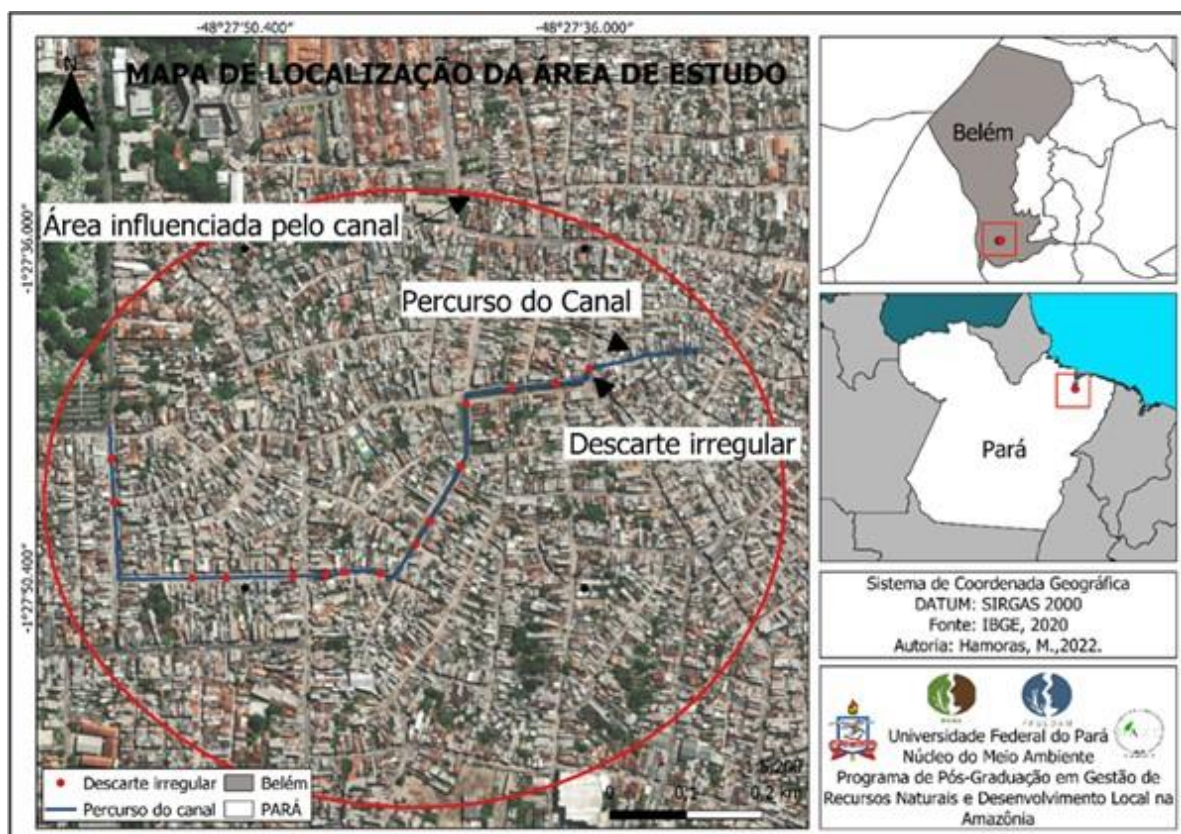 -48°27'50.400"
-48°27'36.000"
N
MAPA DE LOCALIZAÇÃO DA ÁREA DE ESTUDO
Área influenciada pelo canal
Percurso do Canal
Descarte irregular
-1°27'36.000"
-1°27'50.400"
Descarte irregular
Belém
Percurso do canal
PARÁ
0 0,1 0,2 km
Belém
Pará
Sistema de Coordenada Geográfica
DATUM: SIRGAS 2000
Fonte: IBGE, 2020
Autoria: Hamoras, M.,2022.
Universidade Federal do Pará
Núcleo do Meio Ambiente
Programa de Pós-Graduação em Gestão de
Recursos Naturais e Desenvolvimento Local na
Amazônia